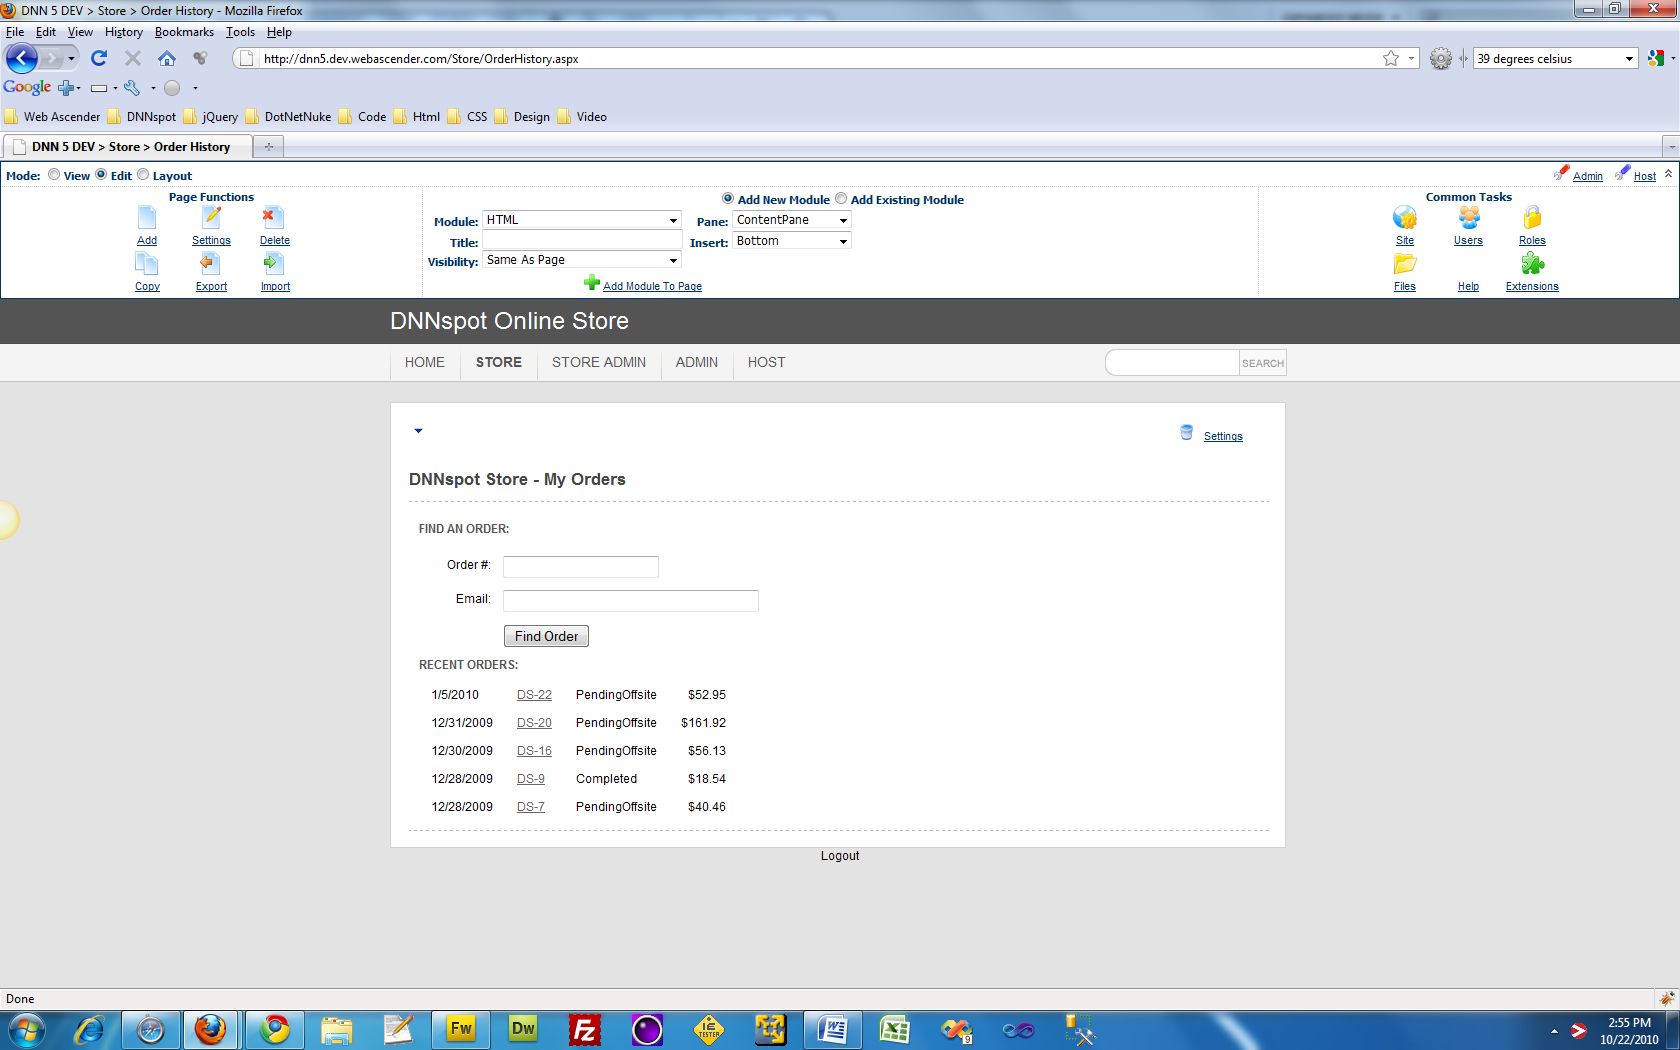 DNN 5 DEV > Store > Order History - Mozilla Firefox
File Edit View History Bookmarks Tools Help
http://dnn5.dev.webascender.com/Store/OrderHistory.aspx
39 degrees celsius
Google
Web Ascender DNNspot jQuery DotNetNuke Code Html CSS Design Video
DNN 5 DEV > Store > Order History
Mode: View Edit Layout
Admin Host
Page Functions
Add Settings Delete
Copy Export Import
Add New Module Add Existing Module
Module: HTML Pane: ContentPane
Title: Insert: Bottom
Visibility: Same As Page
Add Module To Page
Common Tasks
Site Users Roles
Files Help Extensions
DNNspot Online Store
HOME STORE STORE ADMIN ADMIN HOST SEARCH
Settings
DNNspot Store - My Orders
FIND AN ORDER:
Order #:
Email:
Find Order
RECENT ORDERS:
1/5/2010 DS-22 PendingOffsite $52.95
12/31/2009 DS-20 PendingOffsite $161.92
12/30/2009 DS-16 PendingOffsite $56.13
12/28/2009 DS-9 Completed $18.54
12/28/2009 DS-7 PendingOffsite $40.46
Logout
Done
Fw Dw Fz IE TESTER W X 9
2:55 PM
10/22/2010